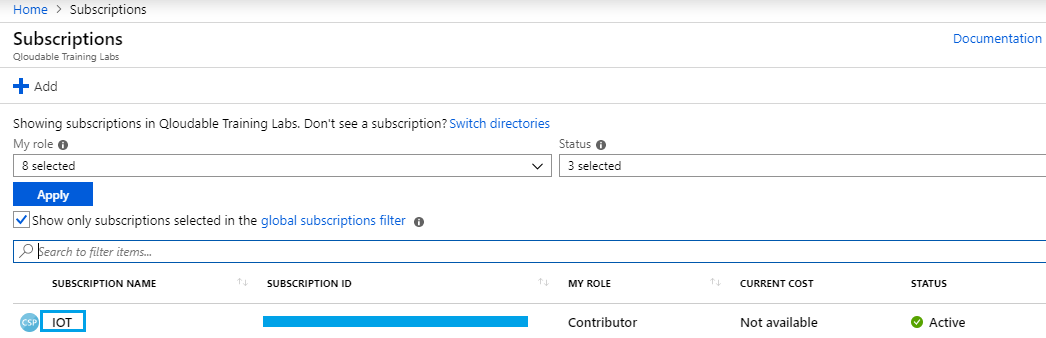 Home > Subscriptions
Subscriptions
Documentation
Qloudable Training Labs
+ Add
Showing subscriptions in Qloudable Training Labs. Don't see a subscription? Switch directories
My role Status
8 selected 3 selected
Apply
Show only subscriptions selected in the global subscriptions filter
Search to filter items...
SUBSCRIPTION NAME SUBSCRIPTION ID MY ROLE CURRENT COST STATUS
CSP IOT Contributor Not available Active